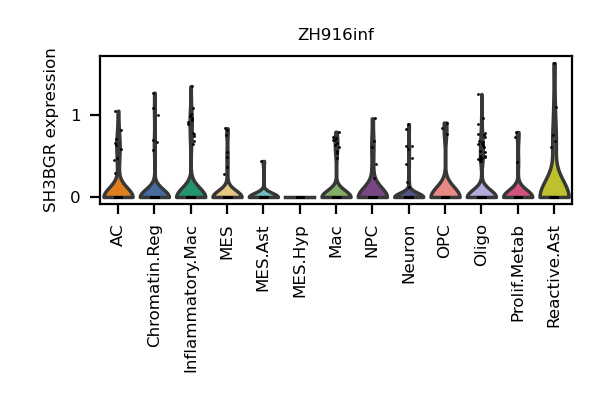 ZH916inf
SH3BGR expression
1
0
AC
Chromatin.Reg
Inflammatory.Mac
MES
MES.Ast
MES.Hyp
Mac
NPC
Neuron
OPC
Oligo
Prolif.Metab
Reactive.Ast